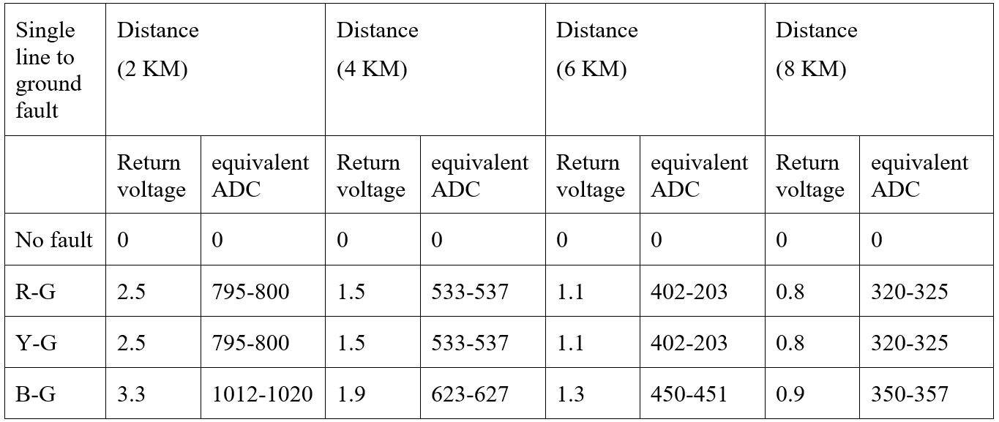 Single line to ground fault | Distance (2 KM) | Distance (4 KM) | Distance (6 KM) | Distance (8 KM)
Return voltage | equivalent ADC | Return voltage | equivalent ADC | Return voltage | equivalent ADC | Return voltage | equivalent ADC
No fault | 0 | 0 | 0 | 0 | 0 | 0 | 0 | 0
R-G | 2.5 | 795-800 | 1.5 | 533-537 | 1.1 | 402-203 | 0.8 | 320-325
Y-G | 2.5 | 795-800 | 1.5 | 533-537 | 1.1 | 402-203 | 0.8 | 320-325
B-G | 3.3 | 1012-1020 | 1.9 | 623-627 | 1.3 | 450-451 | 0.9 | 350-357